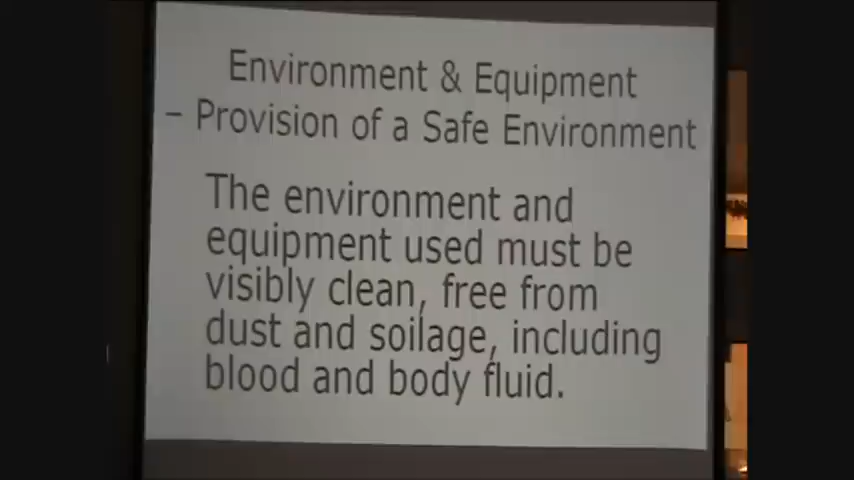 Environment & Equipment
– Provision of a Safe Environment
The environment and
equipment used must be
visibly clean, free from
dust and soilage, including
blood and body fluid.